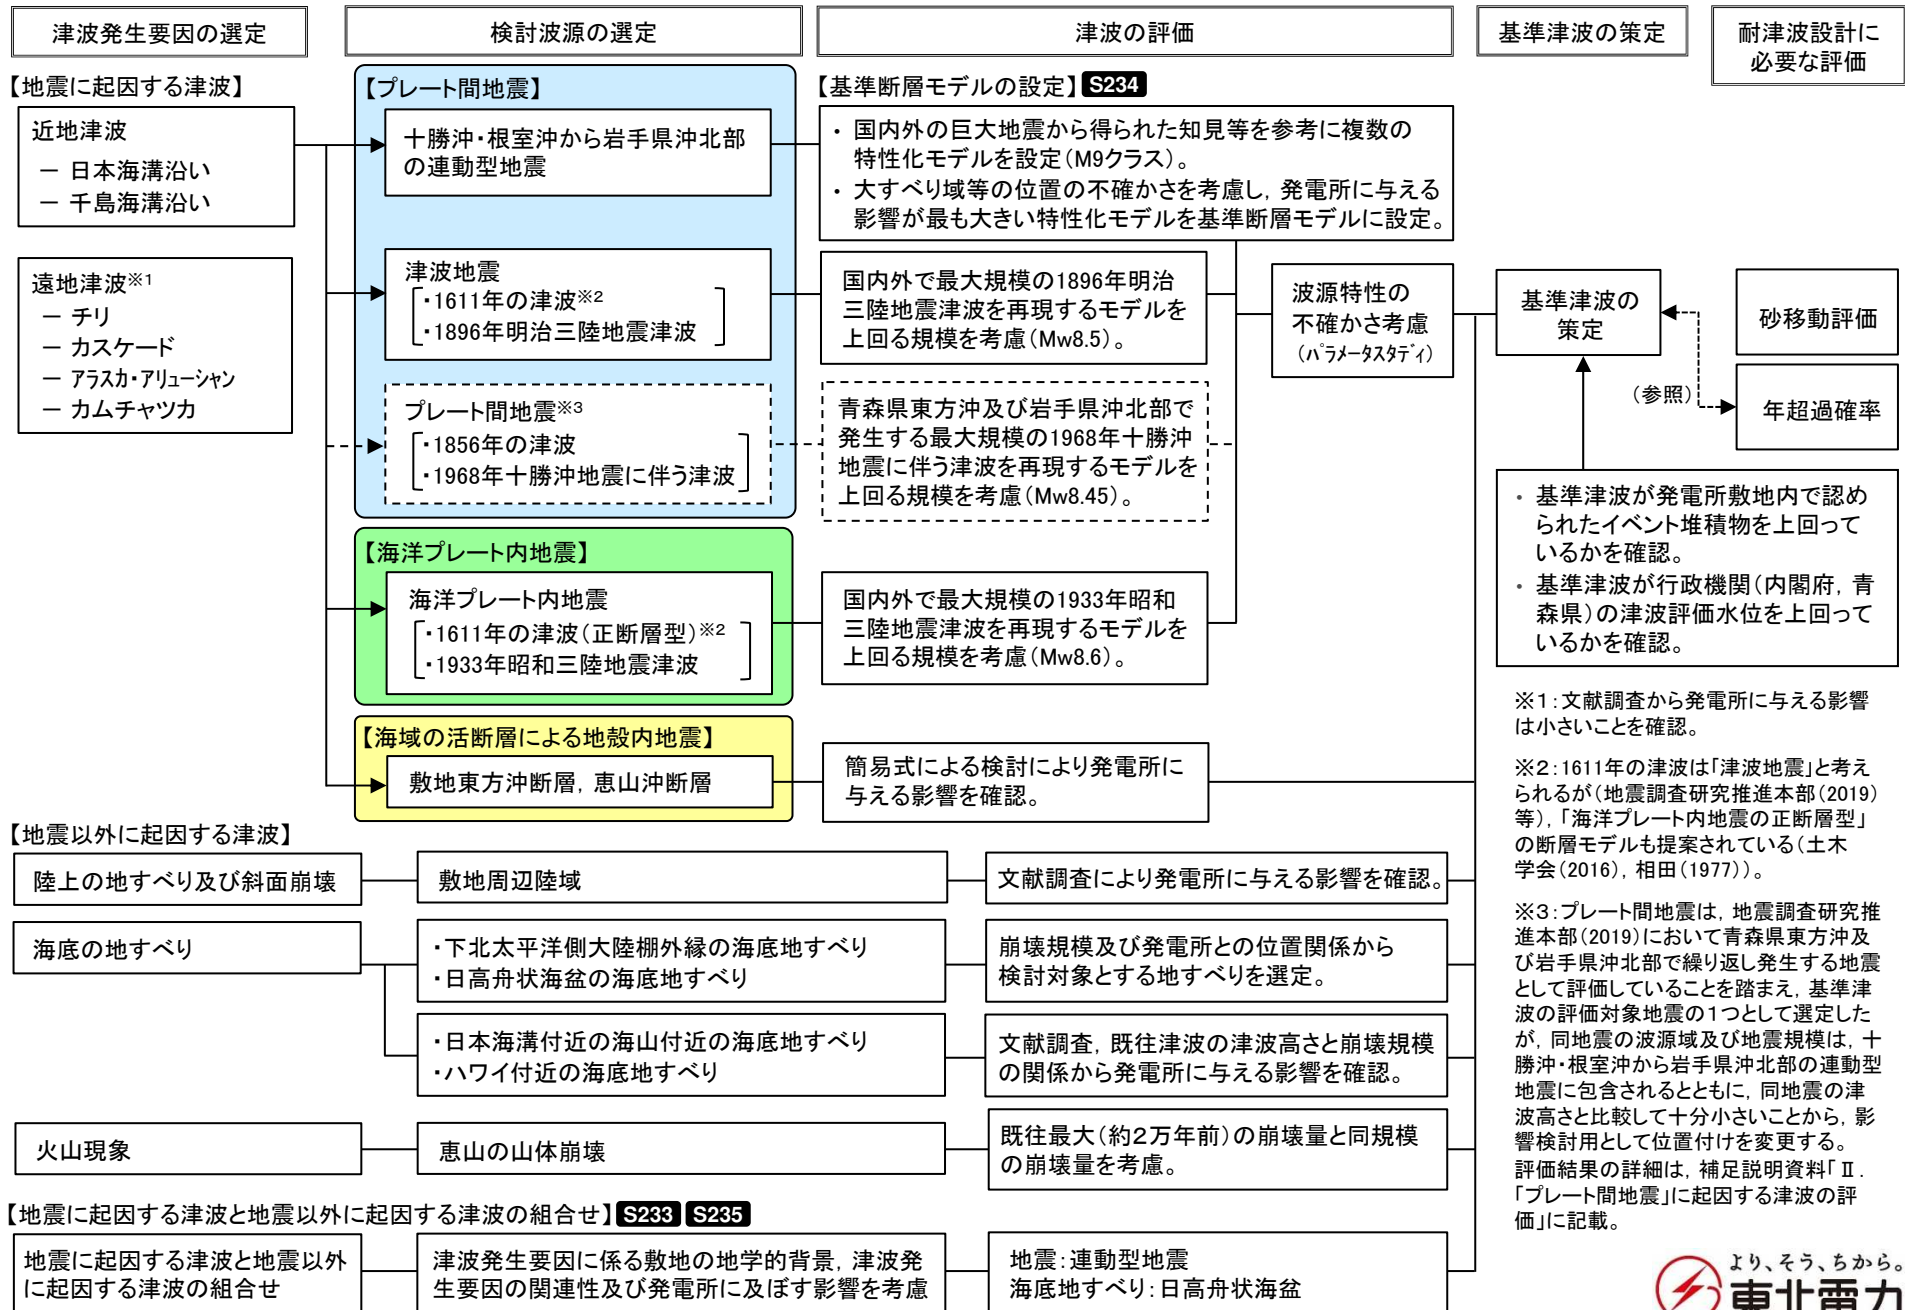 津波発生要因の選定
検討波源の選定
津波の評価
基準津波の策定
耐津波設計に
必要な評価
【地震に起因する津波】
近地津波
－ 日本海溝沿い
－ 千島海溝沿い
遠地津波※1
－ チリ
－ カスケード
－ アラスカ・アリューシャン
－ カムチャツカ
【プレート間地震】
十勝沖・根室沖から岩手県沖北部
の連動型地震
津波地震
・1611年の津波※2
・1896年明治三陸地震津波
プレート間地震※3
・1856年の津波
・1968年十勝沖地震に伴う津波
【海洋プレート内地震】
海洋プレート内地震
・1611年の津波（正断層型）※2
・1933年昭和三陸地震津波
【海域の活断層による地殻内地震】
敷地東方沖断層，恵山沖断層
【基準断層モデルの設定】 S234
・ 国内外の巨大地震から得られた知見等を参考に複数の
特性化モデルを設定（M9クラス）。
・ 大すべり域等の位置の不確かさを考慮し，発電所に与える
影響が最も大きい特性化モデルを基準断層モデルに設定。
国内外で最大規模の1896年明治
三陸地震津波を再現するモデルを
上回る規模を考慮（Mw8.5）。
青森県東方沖及び岩手県沖北部で
発生する最大規模の1968年十勝沖
地震に伴う津波を再現するモデルを
上回る規模を考慮（Mw8.45）。
国内外で最大規模の1933年昭和
三陸地震津波を再現するモデルを
上回る規模を考慮（Mw8.6）。
簡易式による検討により発電所に
与える影響を確認。
波源特性の
不確かさ考慮
（ﾊﾟﾗﾒｰﾀｽﾀﾃﾞｨ）
基準津波の
策定
砂移動評価
（参照）
年超過確率
・ 基準津波が発電所敷地内で認め
られたイベント堆積物を上回って
いるかを確認。
・ 基準津波が行政機関（内閣府，青
森県）の津波評価水位を上回って
いるかを確認。
【地震以外に起因する津波】
陸上の地すべり及び斜面崩壊
敷地周辺陸域
文献調査により発電所に与える影響を確認。
海底の地すべり
・下北太平洋側大陸棚外縁の海底地すべり
・日高舟状海盆の海底地すべり
崩壊規模及び発電所との位置関係から
検討対象とする地すべりを選定。
・日本海溝付近の海山付近の海底地すべり
・ハワイ付近の海底地すべり
文献調査，既往津波の津波高さと崩壊規模
の関係から発電所に与える影響を確認。
火山現象
恵山の山体崩壊
既往最大（約２万年前）の崩壊量と同規模
の崩壊量を考慮。
【地震に起因する津波と地震以外に起因する津波の組合せ】 S233 S235
地震に起因する津波と地震以外
に起因する津波の組合せ
津波発生要因に係る敷地の地学的背景，津波発
生要因の関連性及び発電所に及ぼす影響を考慮
地震：連動型地震
海底地すべり：日高舟状海盆
※１：文献調査から発電所に与える影響
は小さいことを確認。
※２：1611年の津波は「津波地震」と考え
られるが（地震調査研究推進本部（2019）
等），「海洋プレート内地震の正断層型」
の断層モデルも提案されている（土木
学会（2016），相田（1977））。
※３：プレート間地震は，地震調査研究推
進本部（2019）において青森県東方沖及
び岩手県沖北部で繰り返し発生する地震
として評価していることを踏まえ，基準津
波の評価対象地震の１つとして選定した
が，同地震の波源域及び地震規模は，十
勝沖・根室沖から岩手県沖北部の連動型
地震に包含されるとともに，同地震の津
波高さと比較して十分小さいことから，影
響検討用として位置付けを変更する。
評価結果の詳細は，補足説明資料「Ⅱ．
「プレート間地震」に起因する津波の評
価」に記載。
より、そう、ちから。
東北電力